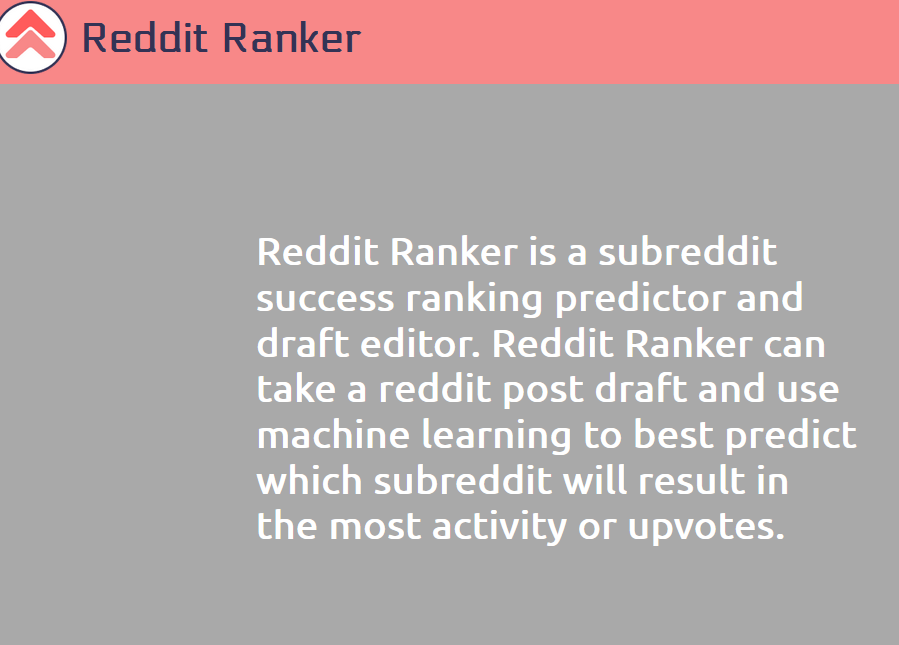 Reddit Ranker
Reddit Ranker is a subreddit
success ranking predictor and
draft editor. Reddit Ranker can
take a reddit post draft and use
machine learning to best predict
which subreddit will result in
the most activity or upvotes.